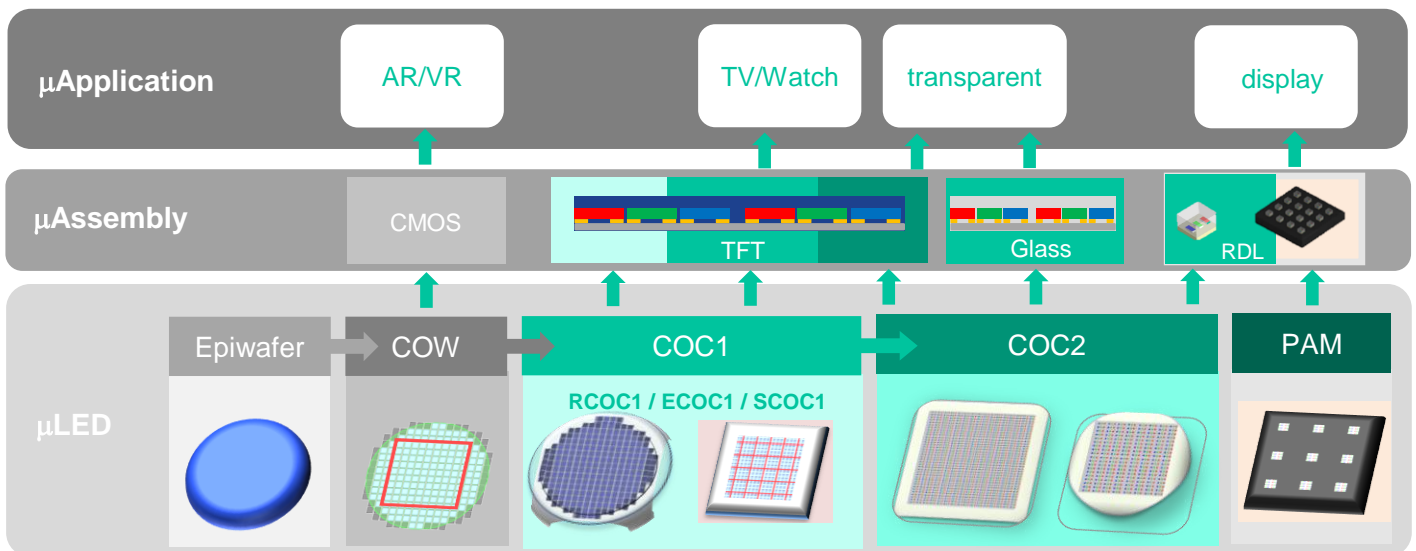 μApplication
AR/VR
TV/Watch
transparent
display
μAssembly
CMOS
TFT
Glass
RDL
μLED
Epiwafer
COW
COC1
COC2
PAM
RCOC1 / ECOC1 / SCOC1